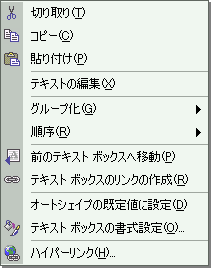 切り取り(T)
コピー(C)
貼り付け(P)
テキストの編集(X)
グループ化(G)
順序(R)
前のテキスト ボックスへ移動(P)
テキスト ボックスのリンクの作成(R)
オートシェイプの既定値に設定(D)
テキスト ボックスの書式設定(O)...
ハイパーリンク(H)...